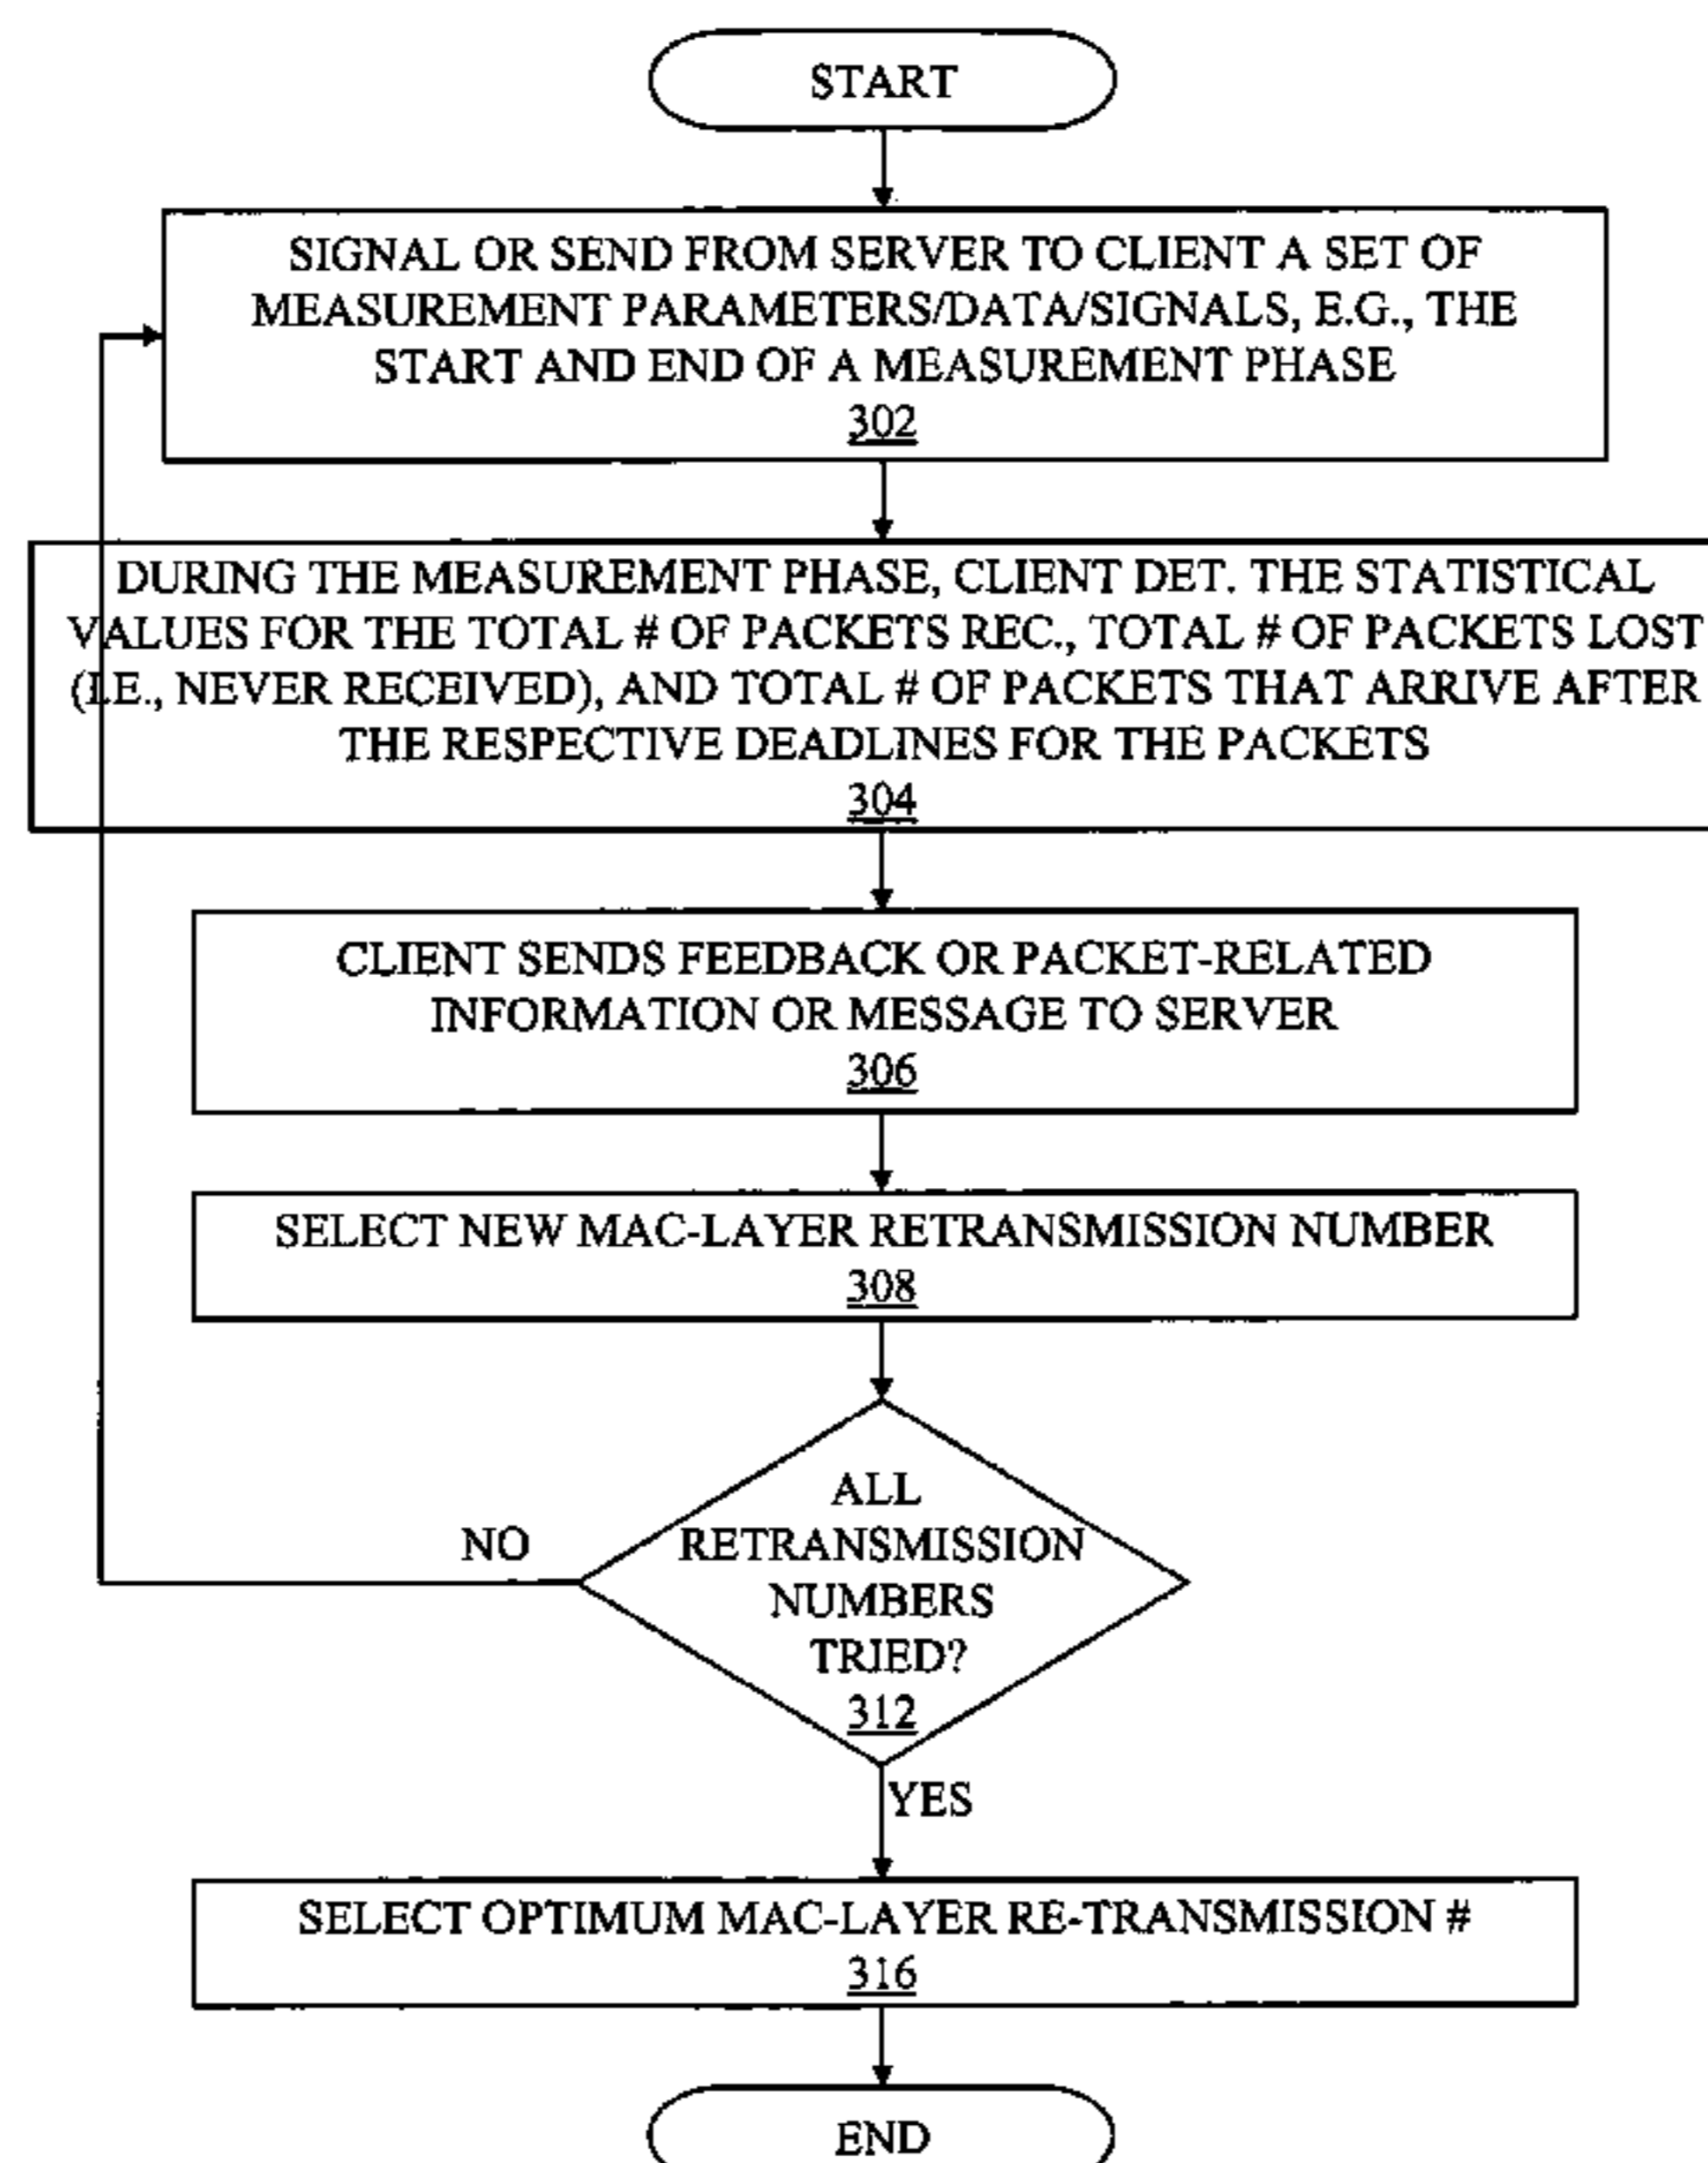 START
SIGNAL OR SEND FROM SERVER TO CLIENT A SET OF
MEASUREMENT PARAMETERS/DATA/SIGNALS, E.G., THE
START AND END OF A MEASUREMENT PHASE
302
DURING THE MEASUREMENT PHASE, CLIENT DET. THE STATISTICAL
VALUES FOR THE TOTAL # OF PACKETS REC., TOTAL # OF PACKETS LOST
(I.E., NEVER RECEIVED), AND TOTAL # OF PACKETS THAT ARRIVE AFTER
THE RESPECTIVE DEADLINES FOR THE PACKETS
304
CLIENT SENDS FEEDBACK OR PACKET-RELATED
INFORMATION OR MESSAGE TO SERVER
306
SELECT NEW MAC-LAYER RETRANSMISSION NUMBER
308
ALL
RETRANSMISSION
NUMBERS
TRIED?
312
NO
YES
SELECT OPTIMUM MAC-LAYER RE-TRANSMISSION #
316
END